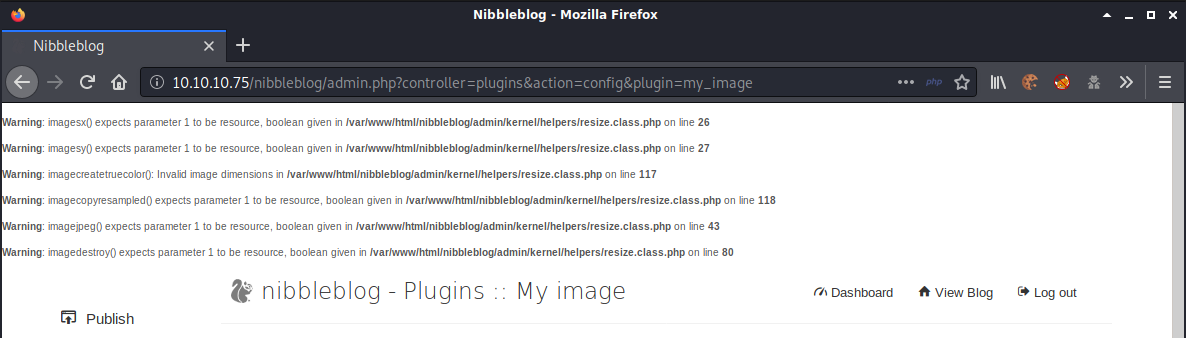 Nibbleblog - Mozilla Firefox
Nibbleblog
10.10.10.75/nibbleblog/admin.php?controller=plugins&action=config&plugin=my_image
php
Warning: imagesx() expects parameter 1 to be resource, boolean given in /var/www/html/nibbleblog/admin/kernel/helpers/resize.class.php on line 26
Warning: imagesy() expects parameter 1 to be resource, boolean given in /var/www/html/nibbleblog/admin/kernel/helpers/resize.class.php on line 27
Warning: imagecreatetruecolor(): Invalid image dimensions in /var/www/html/nibbleblog/admin/kernel/helpers/resize.class.php on line 117
Warning: imagecopyresampled() expects parameter 1 to be resource, boolean given in /var/www/html/nibbleblog/admin/kernel/helpers/resize.class.php on line 118
Warning: imagejpeg() expects parameter 1 to be resource, boolean given in /var/www/html/nibbleblog/admin/kernel/helpers/resize.class.php on line 43
Warning: imagedestroy() expects parameter 1 to be resource, boolean given in /var/www/html/nibbleblog/admin/kernel/helpers/resize.class.php on line 80
nibbleblog - Plugins :: My image
Dashboard View Blog Log out
Publish